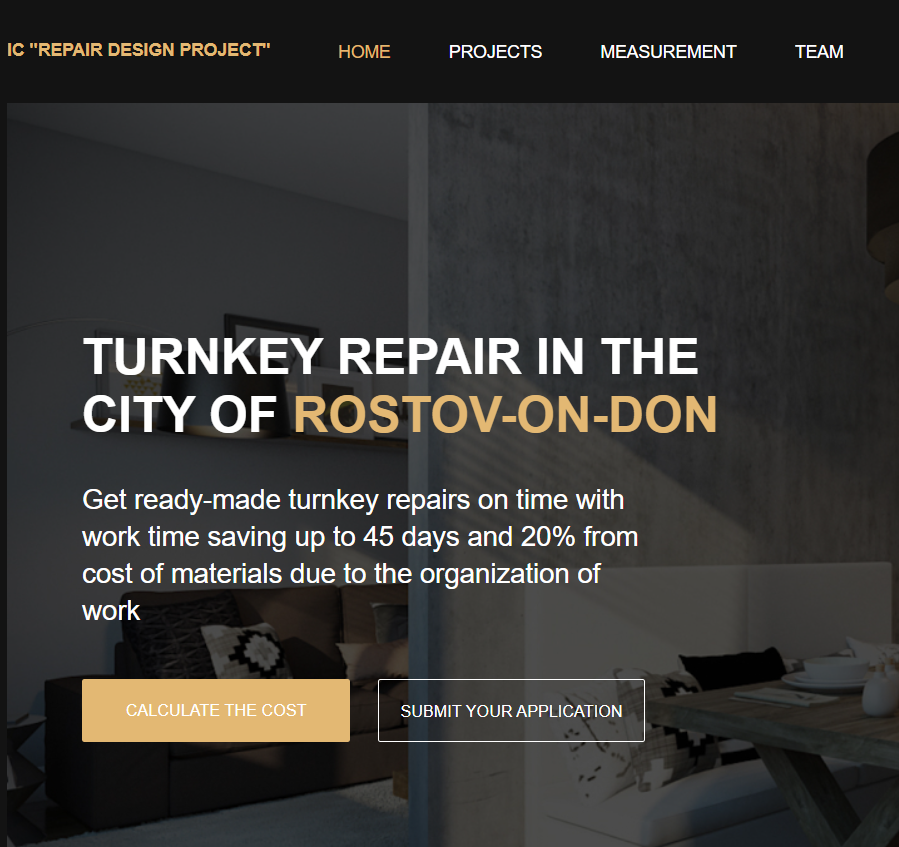 IC "REPAIR DESIGN PROJECT"
HOME PROJECTS MEASUREMENT TEAM
TURNKEY REPAIR IN THE
CITY OF ROSTOV-ON-DON
Get ready-made turnkey repairs on time with
work time saving up to 45 days and 20% from
cost of materials due to the organization of
work
CALCULATE THE COST SUBMIT YOUR APPLICATION